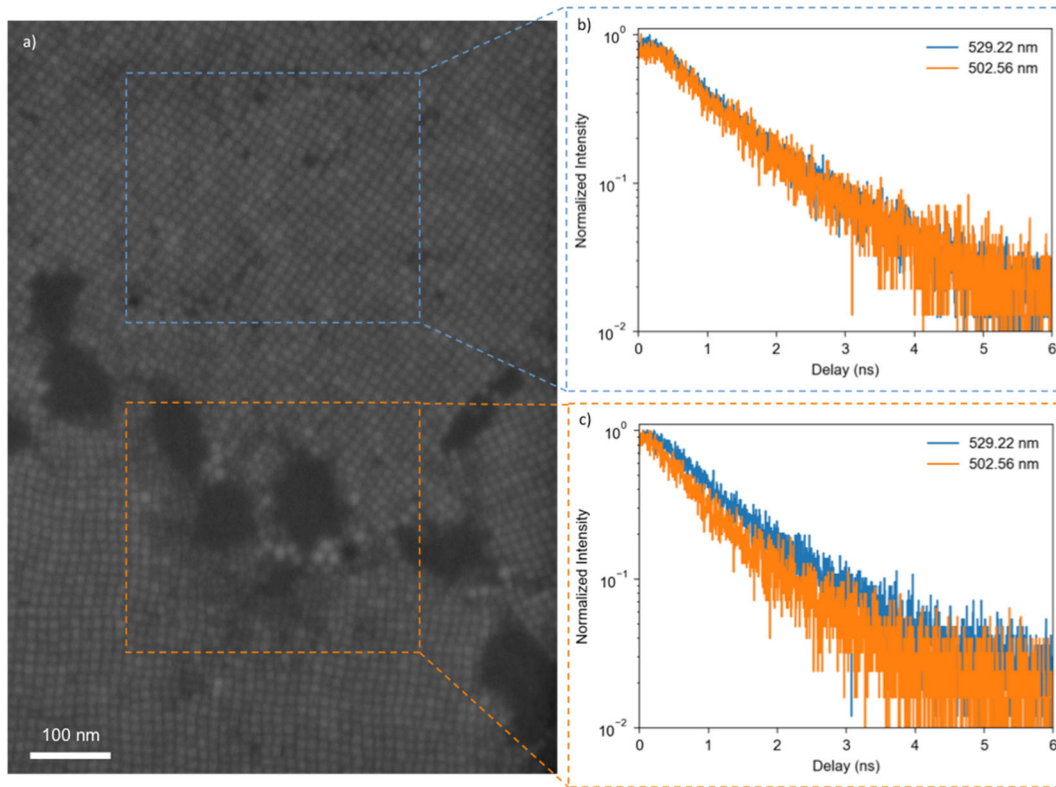 a)
100 nm
b)
529.22 nm
502.56 nm
Normalized Intensity
10⁰
10⁻¹
10⁻²
0 1 2 3 4 5 6
Delay (ns)
c)
529.22 nm
502.56 nm
Normalized Intensity
10⁰
10⁻¹
10⁻²
0 1 2 3 4 5 6
Delay (ns)